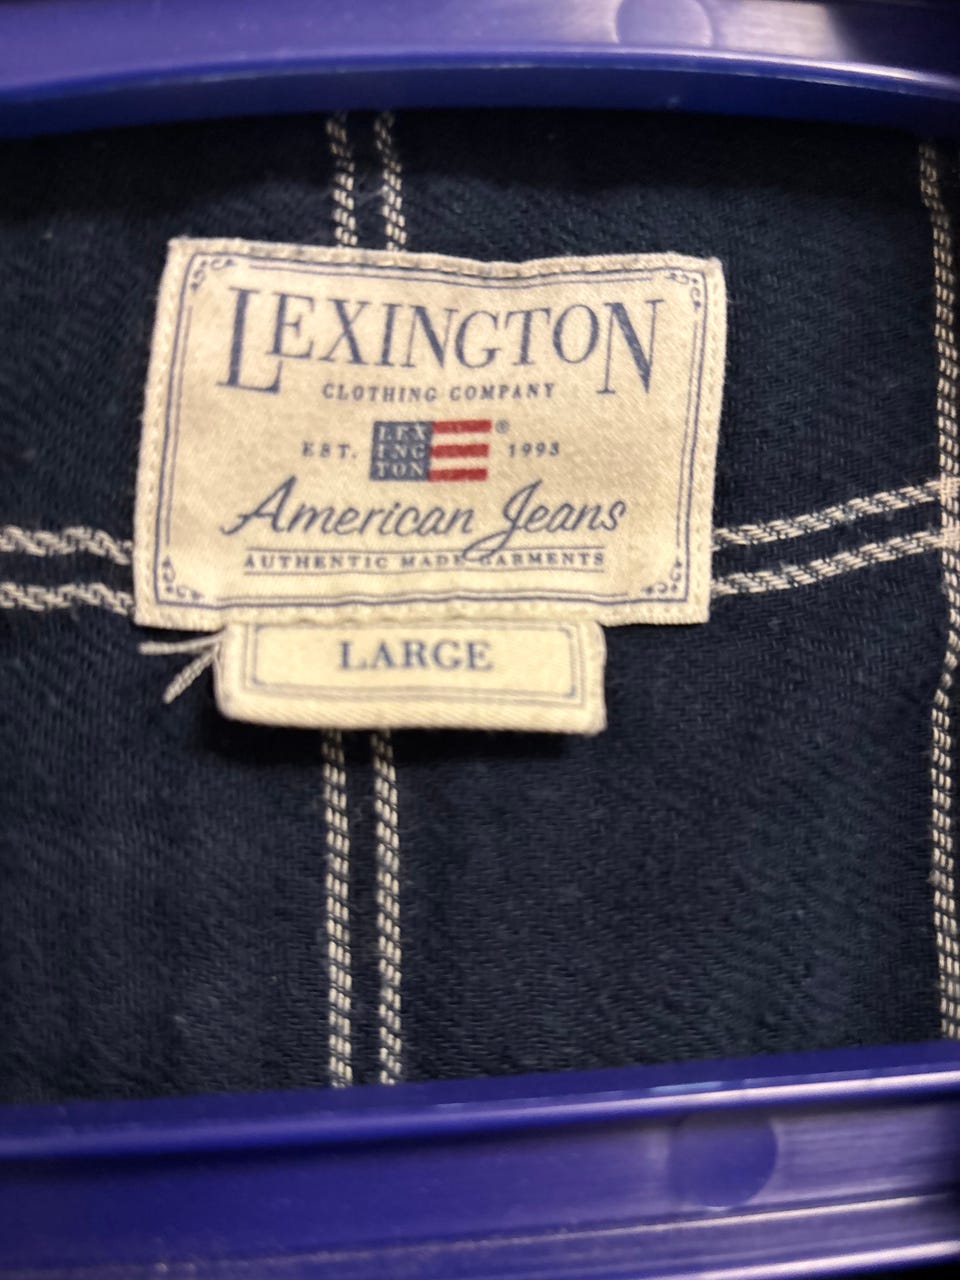 LEXINGTON
CLOTHING COMPANY
EST. LEX ING TON ® 1993
American Jeans
AUTHENTIC MADE GARMENTS
LARGE